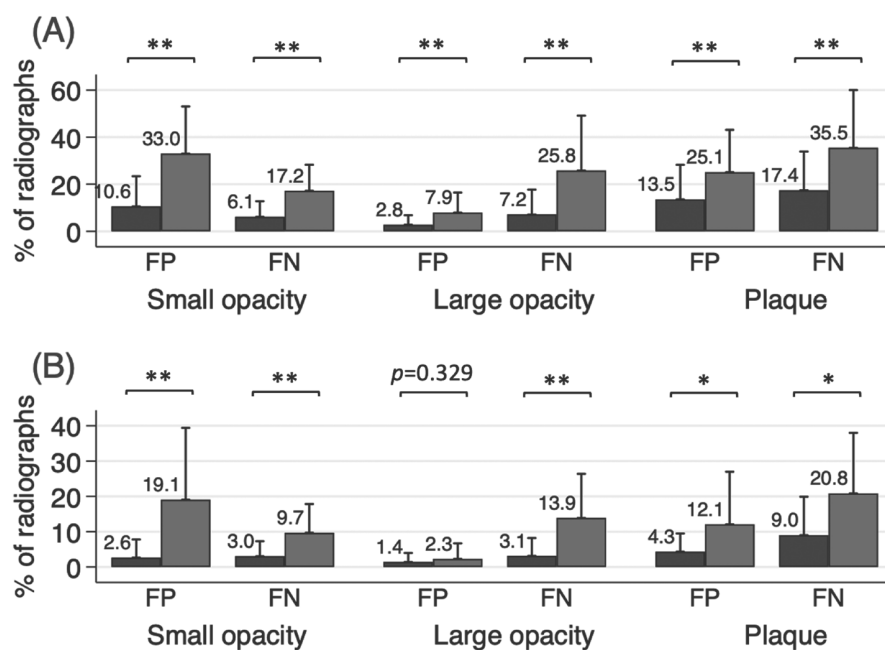 (A)
** ** ** ** ** **
% of radiographs
60
40
20
0
10.6 33.0 6.1 17.2 2.8 7.9 7.2 25.8 13.5 25.1 17.4 35.5
FP FN FP FN FP FN
Small opacity Large opacity Plaque
(B)
** ** p=0.329 ** * *
% of radiographs
40
30
20
10
0
2.6 19.1 3.0 9.7 1.4 2.3 3.1 13.9 4.3 12.1 9.0 20.8
FP FN FP FN FP FN
Small opacity Large opacity Plaque